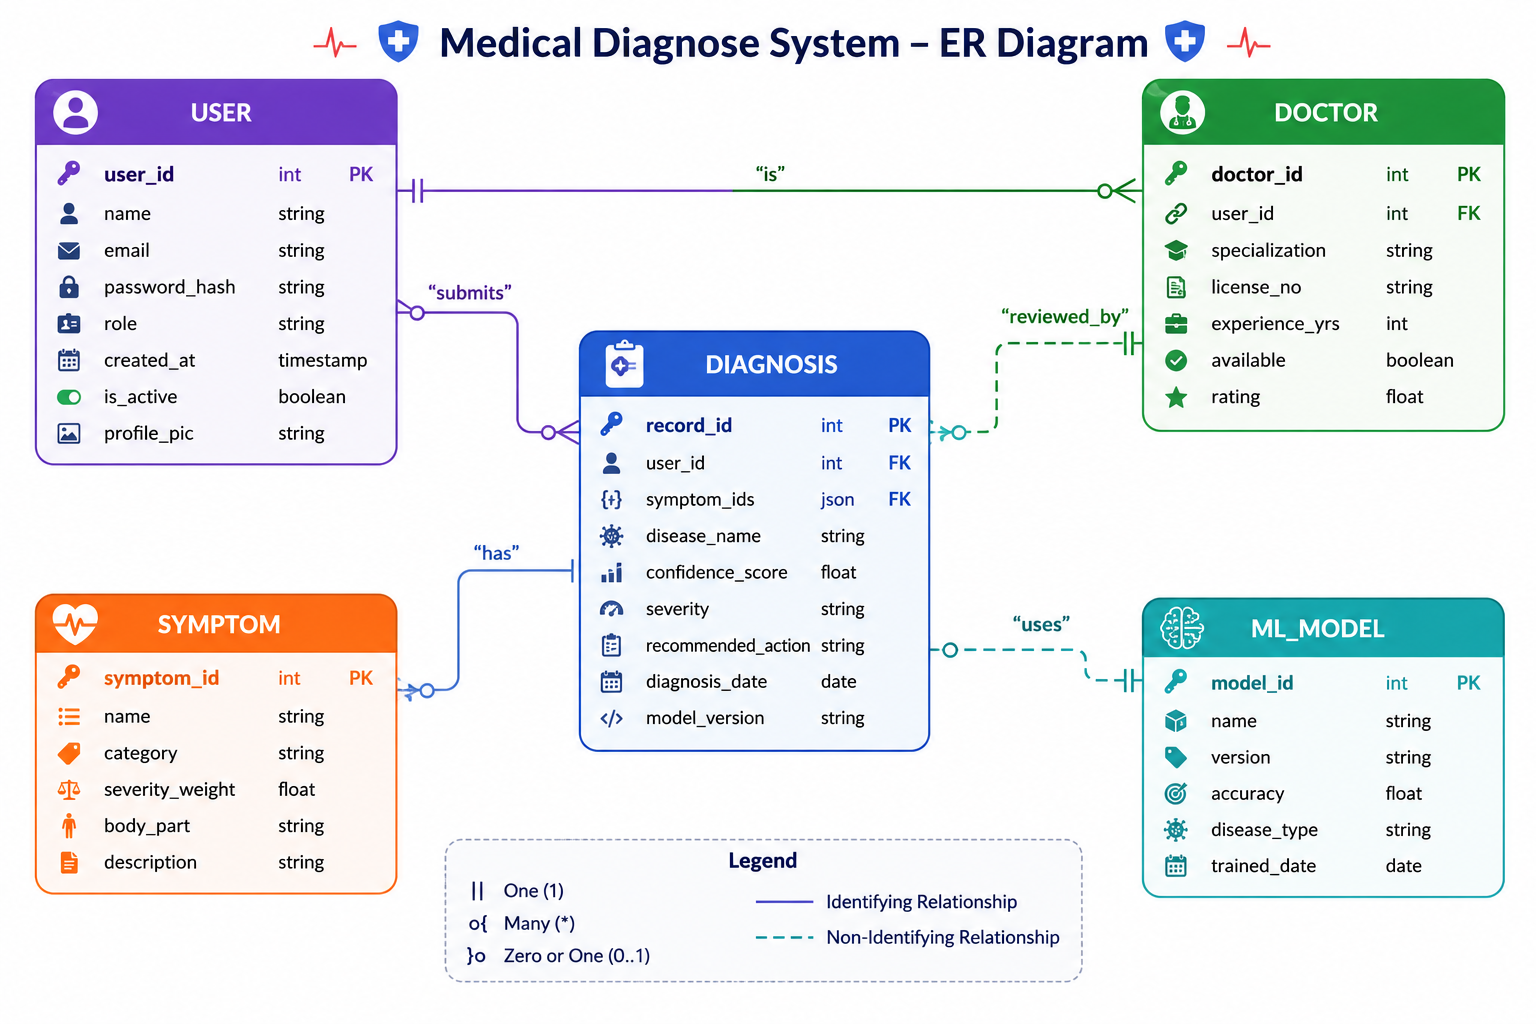 Medical Diagnose System – ER Diagram
USER
user_id int PK
name string
email string
password_hash string
role string
created_at timestamp
is_active boolean
profile_pic string
“is”
“submits”
DOCTOR
doctor_id int PK
user_id int FK
specialization string
license_no string
experience_yrs int
available boolean
rating float
“reviewed_by”
DIAGNOSIS
record_id int PK
user_id int FK
symptom_ids json FK
disease_name string
confidence_score float
severity string
recommended_action string
diagnosis_date date
model_version string
“has”
“uses”
SYMPTOM
symptom_id int PK
name string
category string
severity_weight float
body_part string
description string
ML_MODEL
model_id int PK
name string
version string
accuracy float
disease_type string
trained_date date
Legend
|| One (1)
o{ Many (*)
}o Zero or One (0..1)
Identifying Relationship
Non-Identifying Relationship